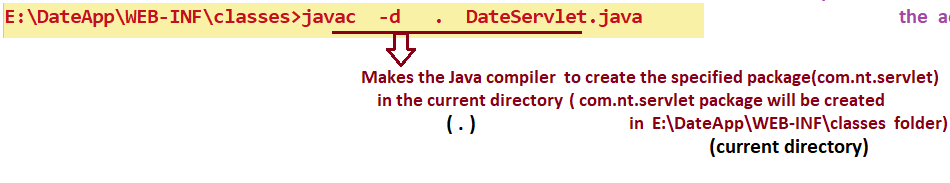 E:\DateApp\WEB-INF\classes>javac -d . DateServlet.java
the
Makes the Java compiler to create the specified package(com.nt.servlet)
in the current directory ( com.nt.servlet package will be created
( . ) in E:\DateApp\WEB-INF\classes folder)
(current directory)